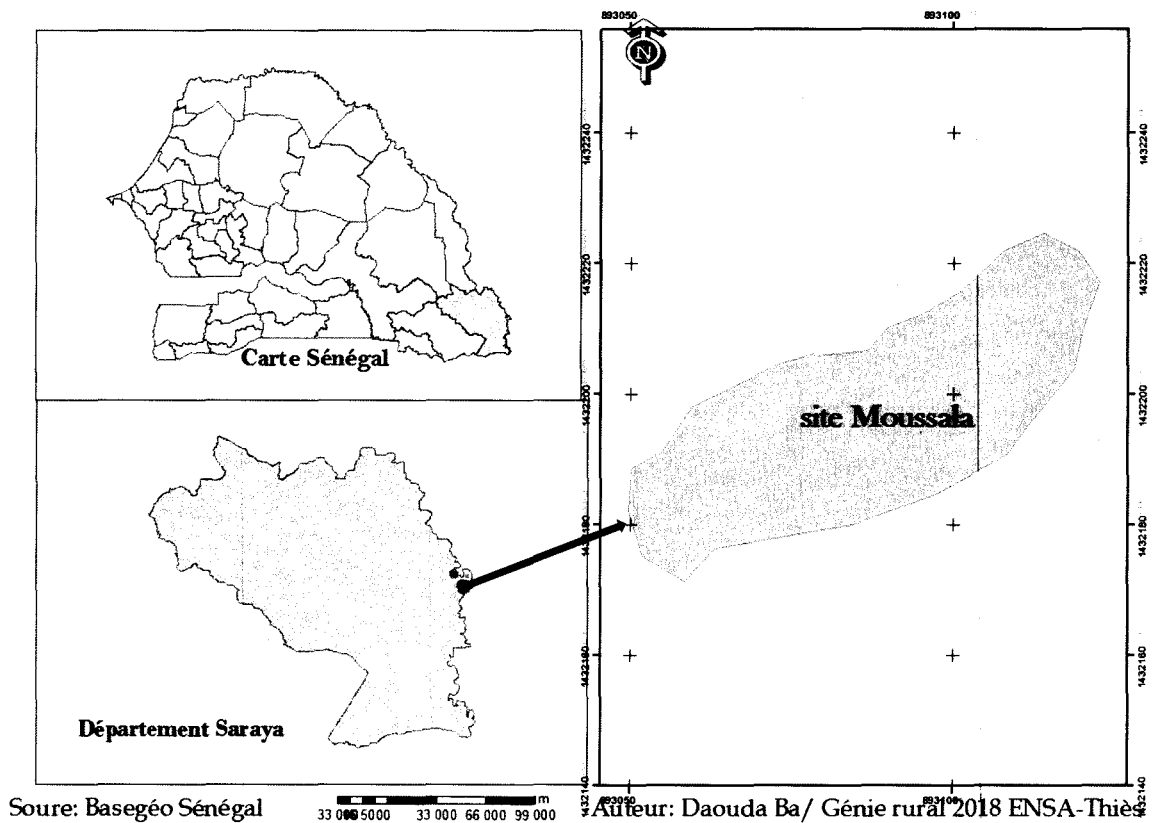 893050 893100
N
1432240 1432240
1432220 1432220
1432200 1432200
1432180 1432180
1432160 1432160
1432140 1432140
Carte Sénégal
site Moussala
Département Saraya
893050 893100
Soure: Basegéo Sénégal
m
33 000 66 000 99 000
Auteur: Daouda Ba/ Génie rural 2018 ENSA-Thiès